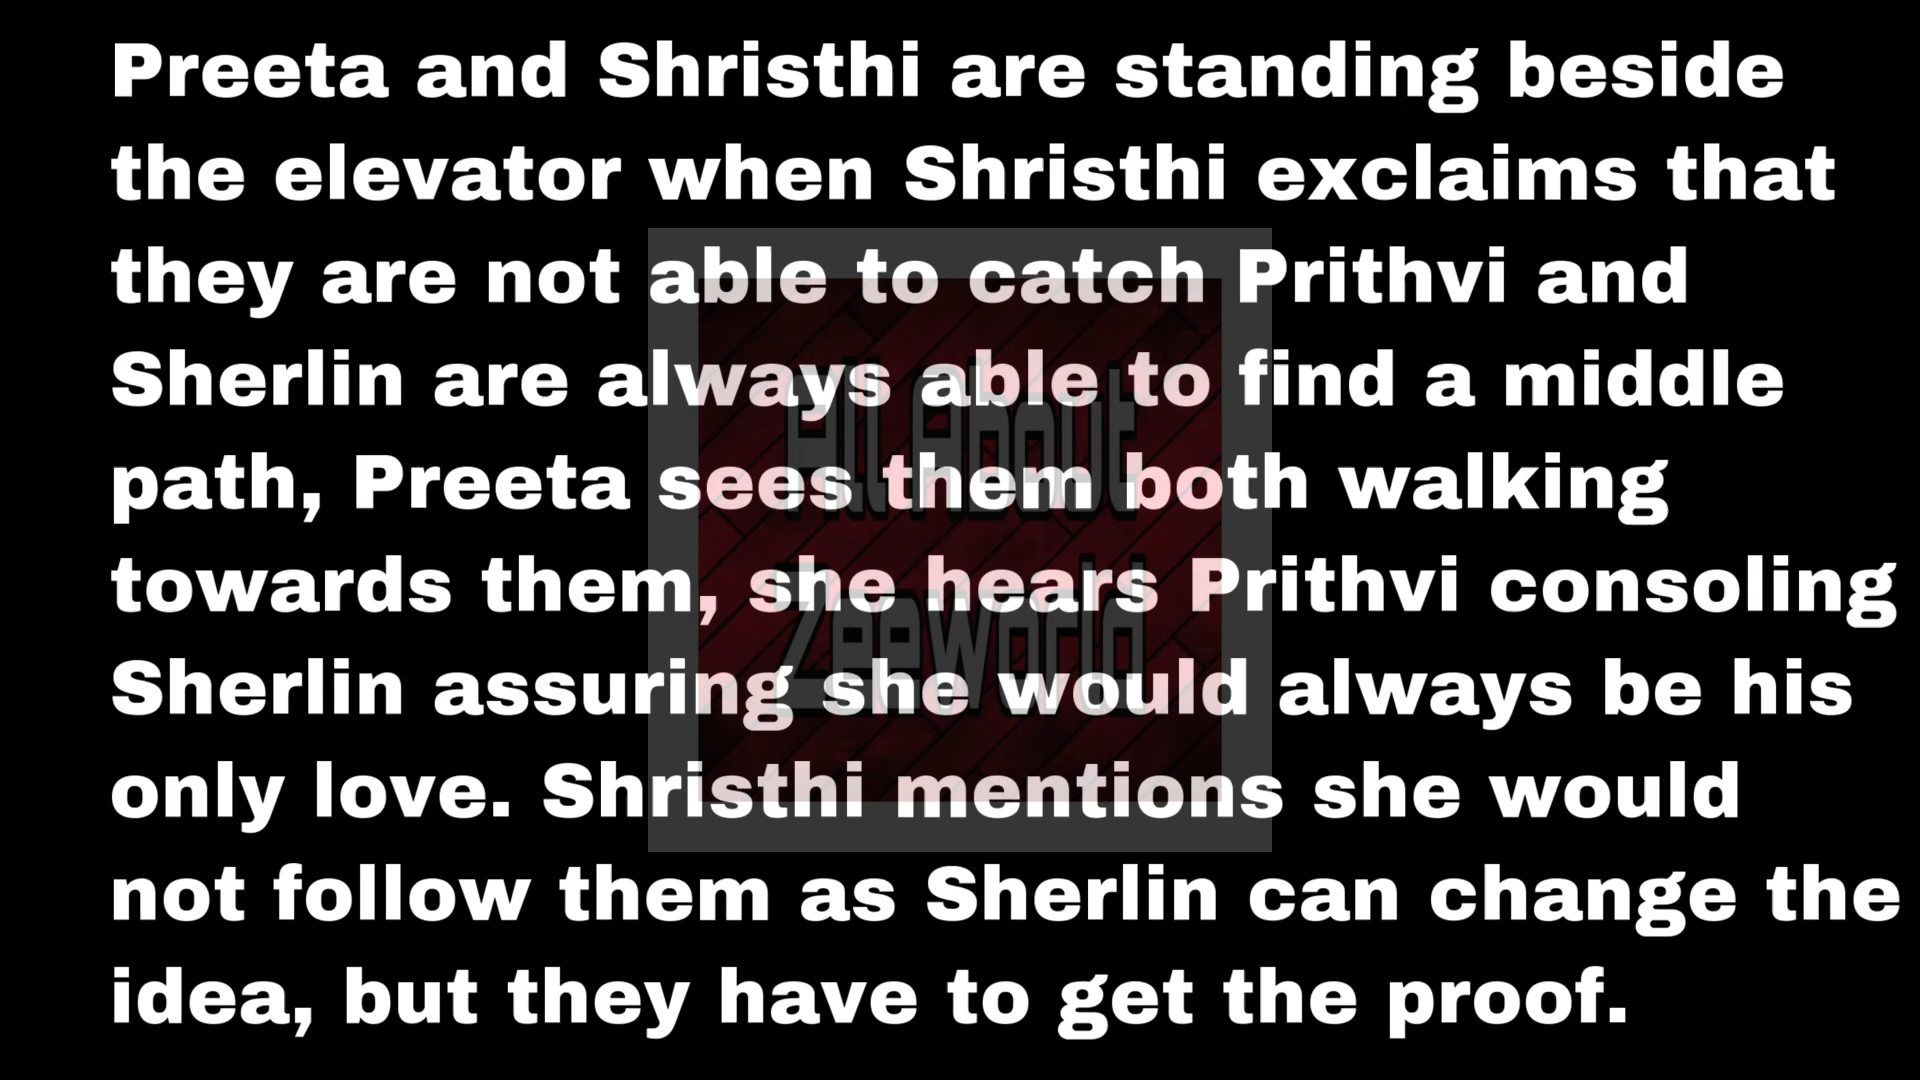 Preeta and Shristhi are standing beside
the elevator when Shristhi exclaims that
they are not able to catch Prithvi and
Sherlin are always able to find a middle
path, Preeta sees them both walking
towards them, she hears Prithvi consoling
Sherlin assuring she would always be his
only love. Shristhi mentions she would
not follow them as Sherlin can change the
idea, but they have to get the proof.
All About
Zeeworld